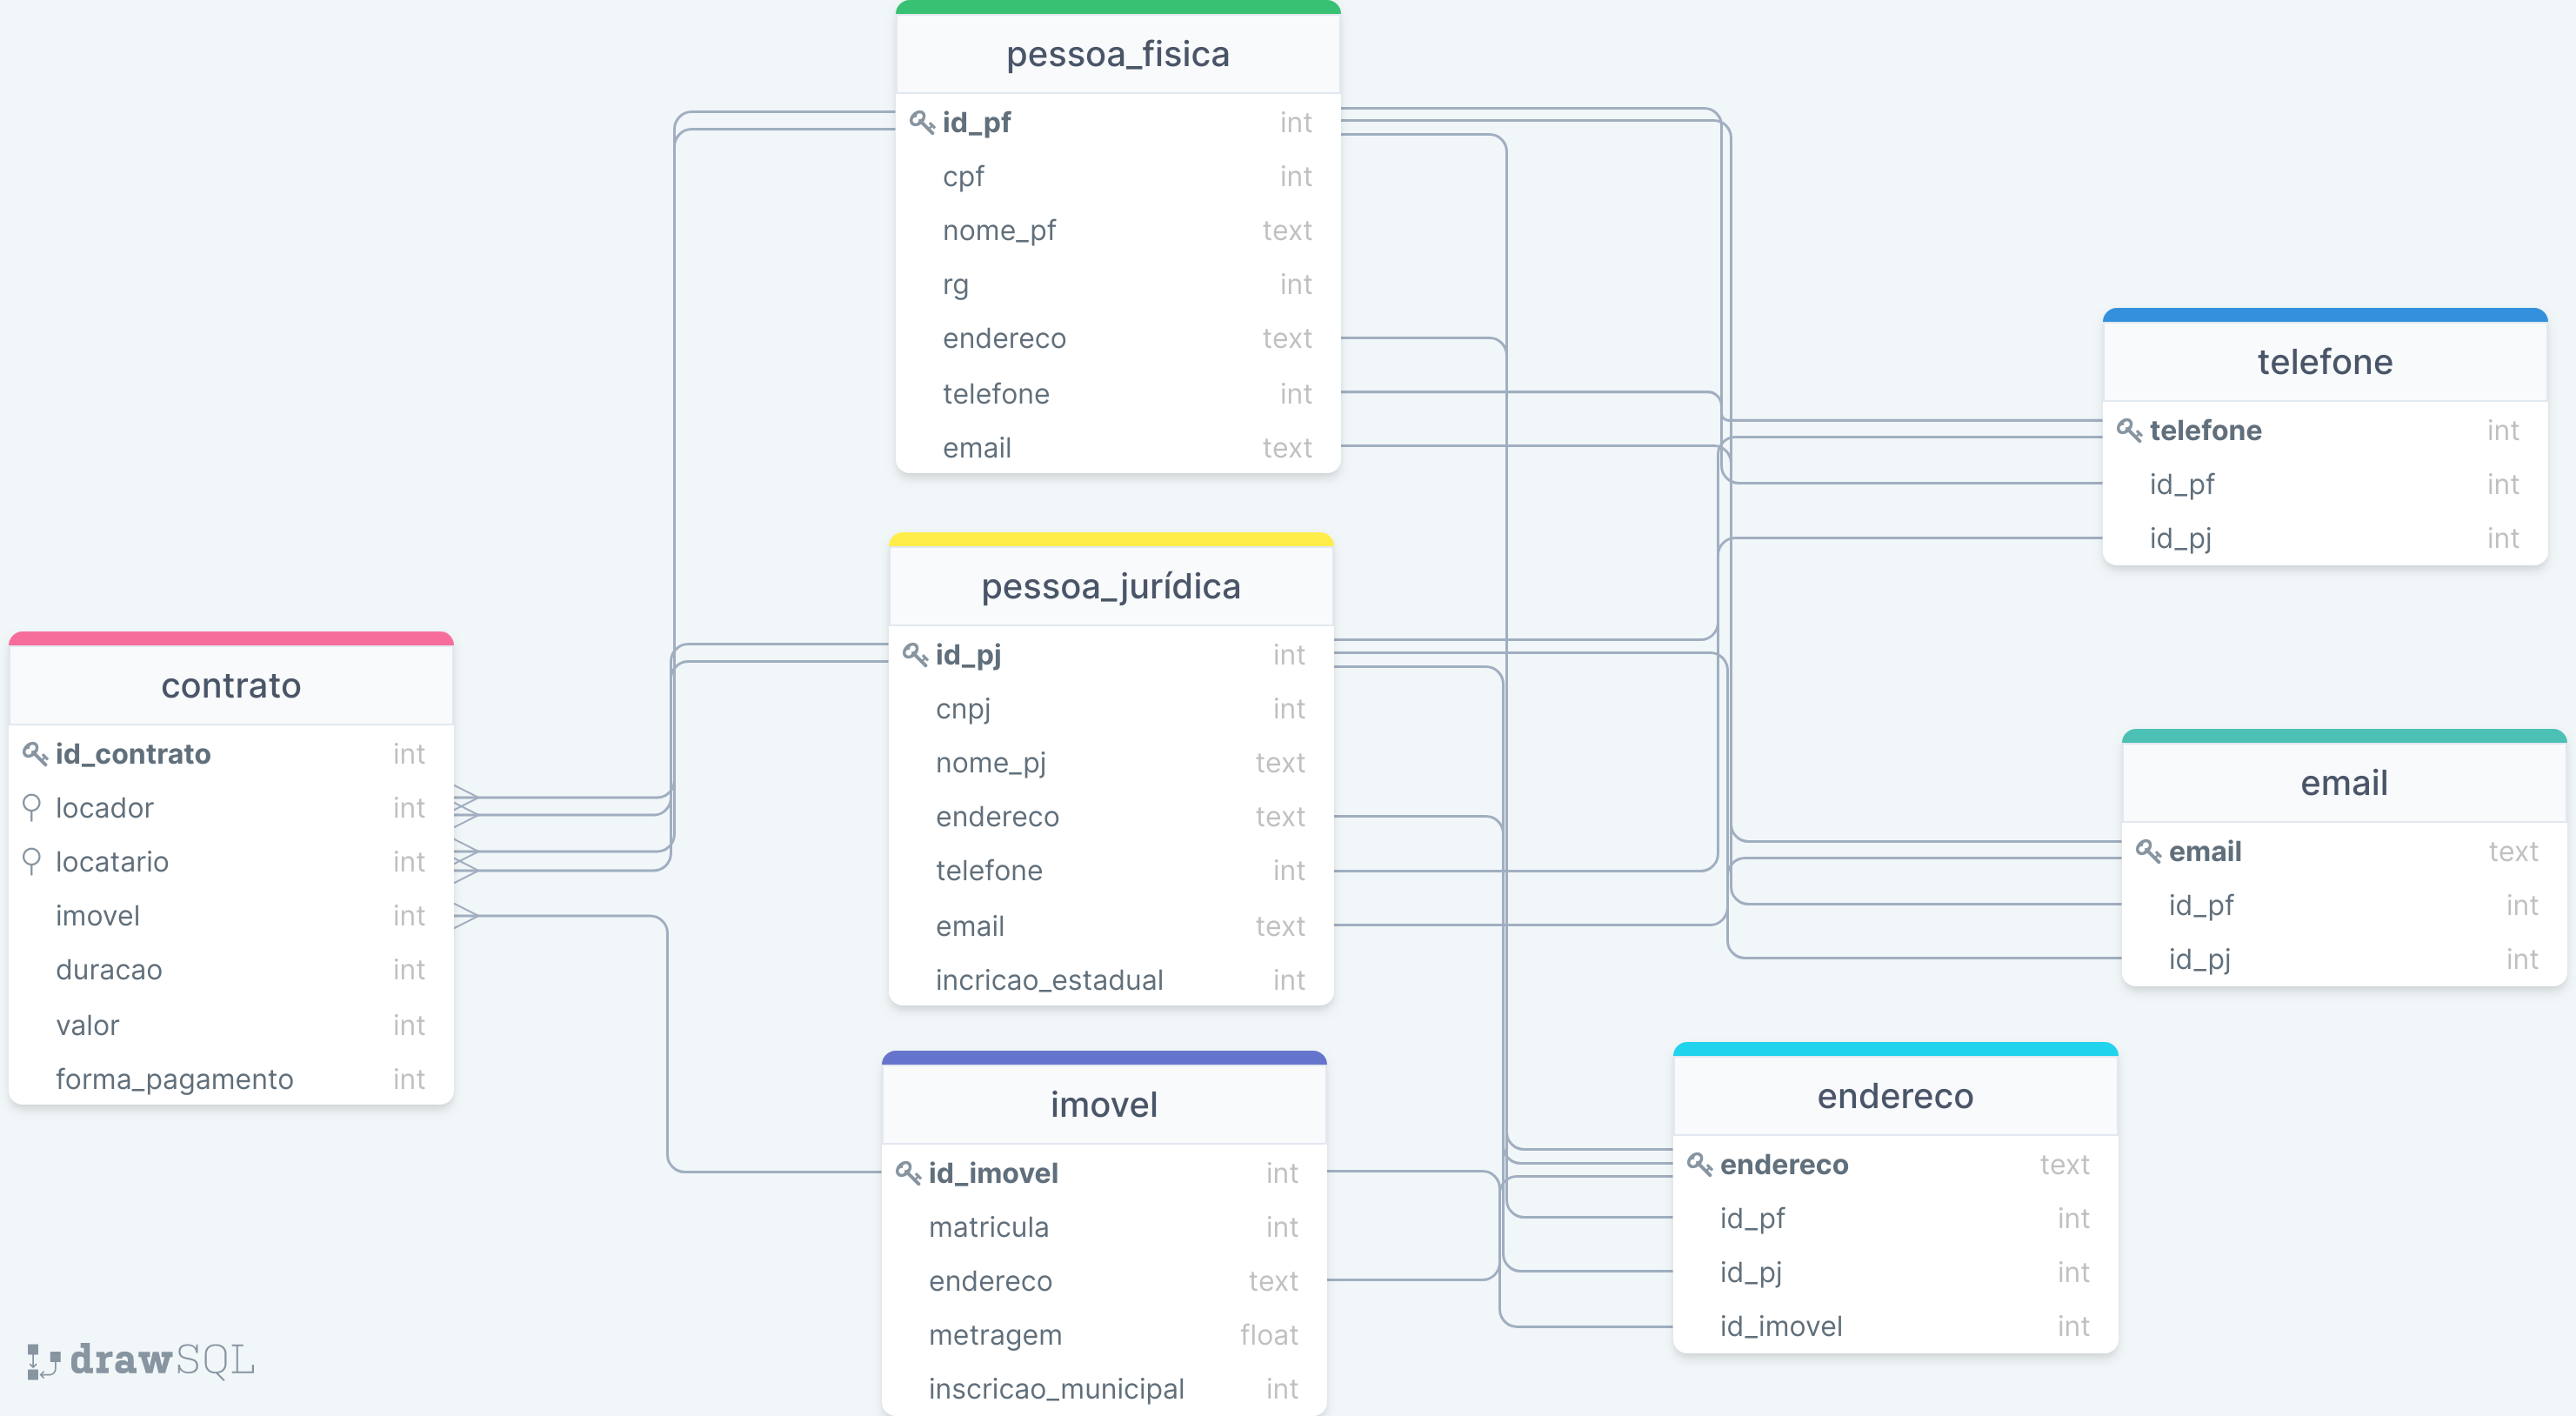 pessoa_fisica
id_pf int
cpf int
nome_pf text
rg int
endereco text
telefone int
email text
pessoa_jurídica
id_pj int
cnpj int
nome_pj text
endereco text
telefone int
email text
incricao_estadual int
contrato
id_contrato int
locador int
locatario int
imovel int
duracao int
valor int
forma_pagamento int
imovel
id_imovel int
matricula int
endereco text
metragem float
inscricao_municipal int
telefone
telefone int
id_pf int
id_pj int
email
email text
id_pf int
id_pj int
endereco
endereco text
id_pf int
id_pj int
id_imovel int
drawSQL